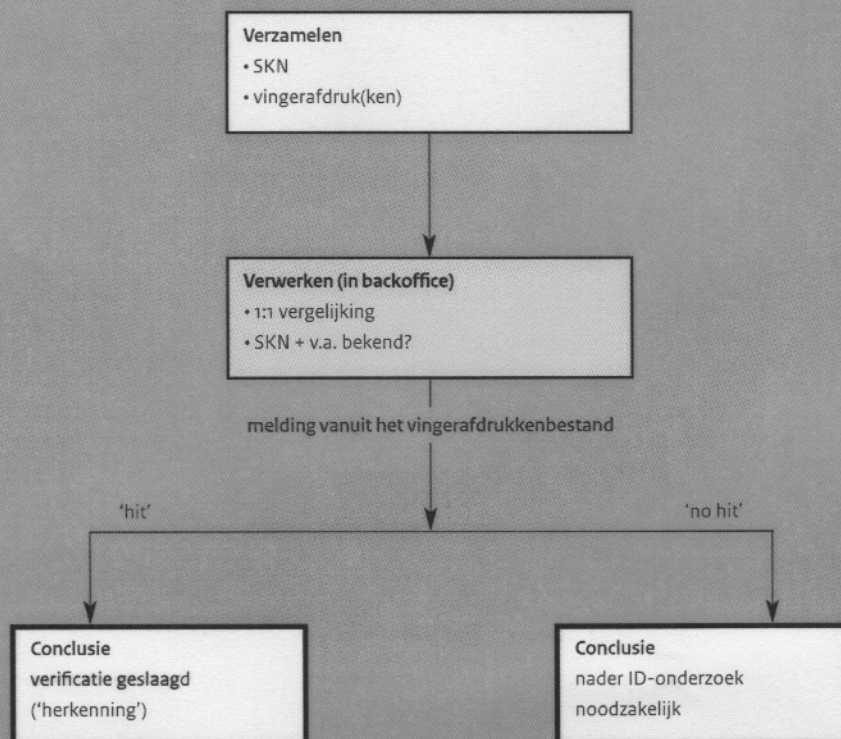 Verzamelen
• SKN
• vingerafdruk(ken)
Verwerken (in backoffice)
• 1:1 vergelijking
• SKN + v.a. bekend?
melding vanuit het vingerafdrukkenbestand
‘hit’
‘no hit’
Conclusie
verificatie geslaagd
(‘herkenning’)
Conclusie
nader ID-onderzoek
noodzakelijk